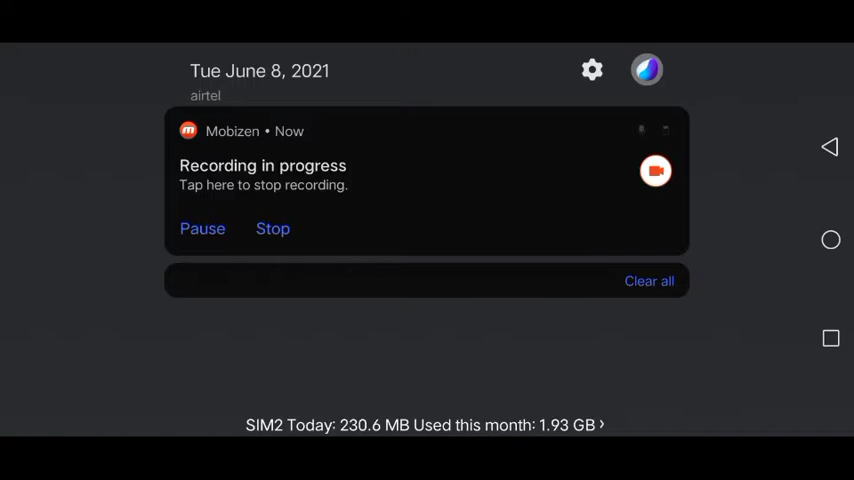 Tue June 8, 2021
airtel
Mobizen • Now
Recording in progress
Tap here to stop recording.
Pause Stop
Clear all
SIM2 Today: 230.6 MB Used this month: 1.93 GB ›